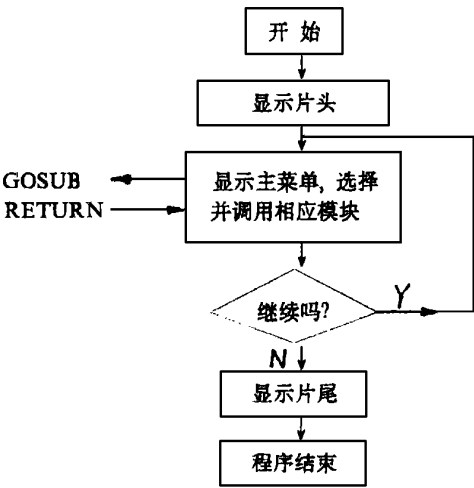 开 始
显示片头
GOSUB
RETURN
显示主菜单, 选择
并调用相应模块
继续吗?
Y
N
显示片尾
程序结束